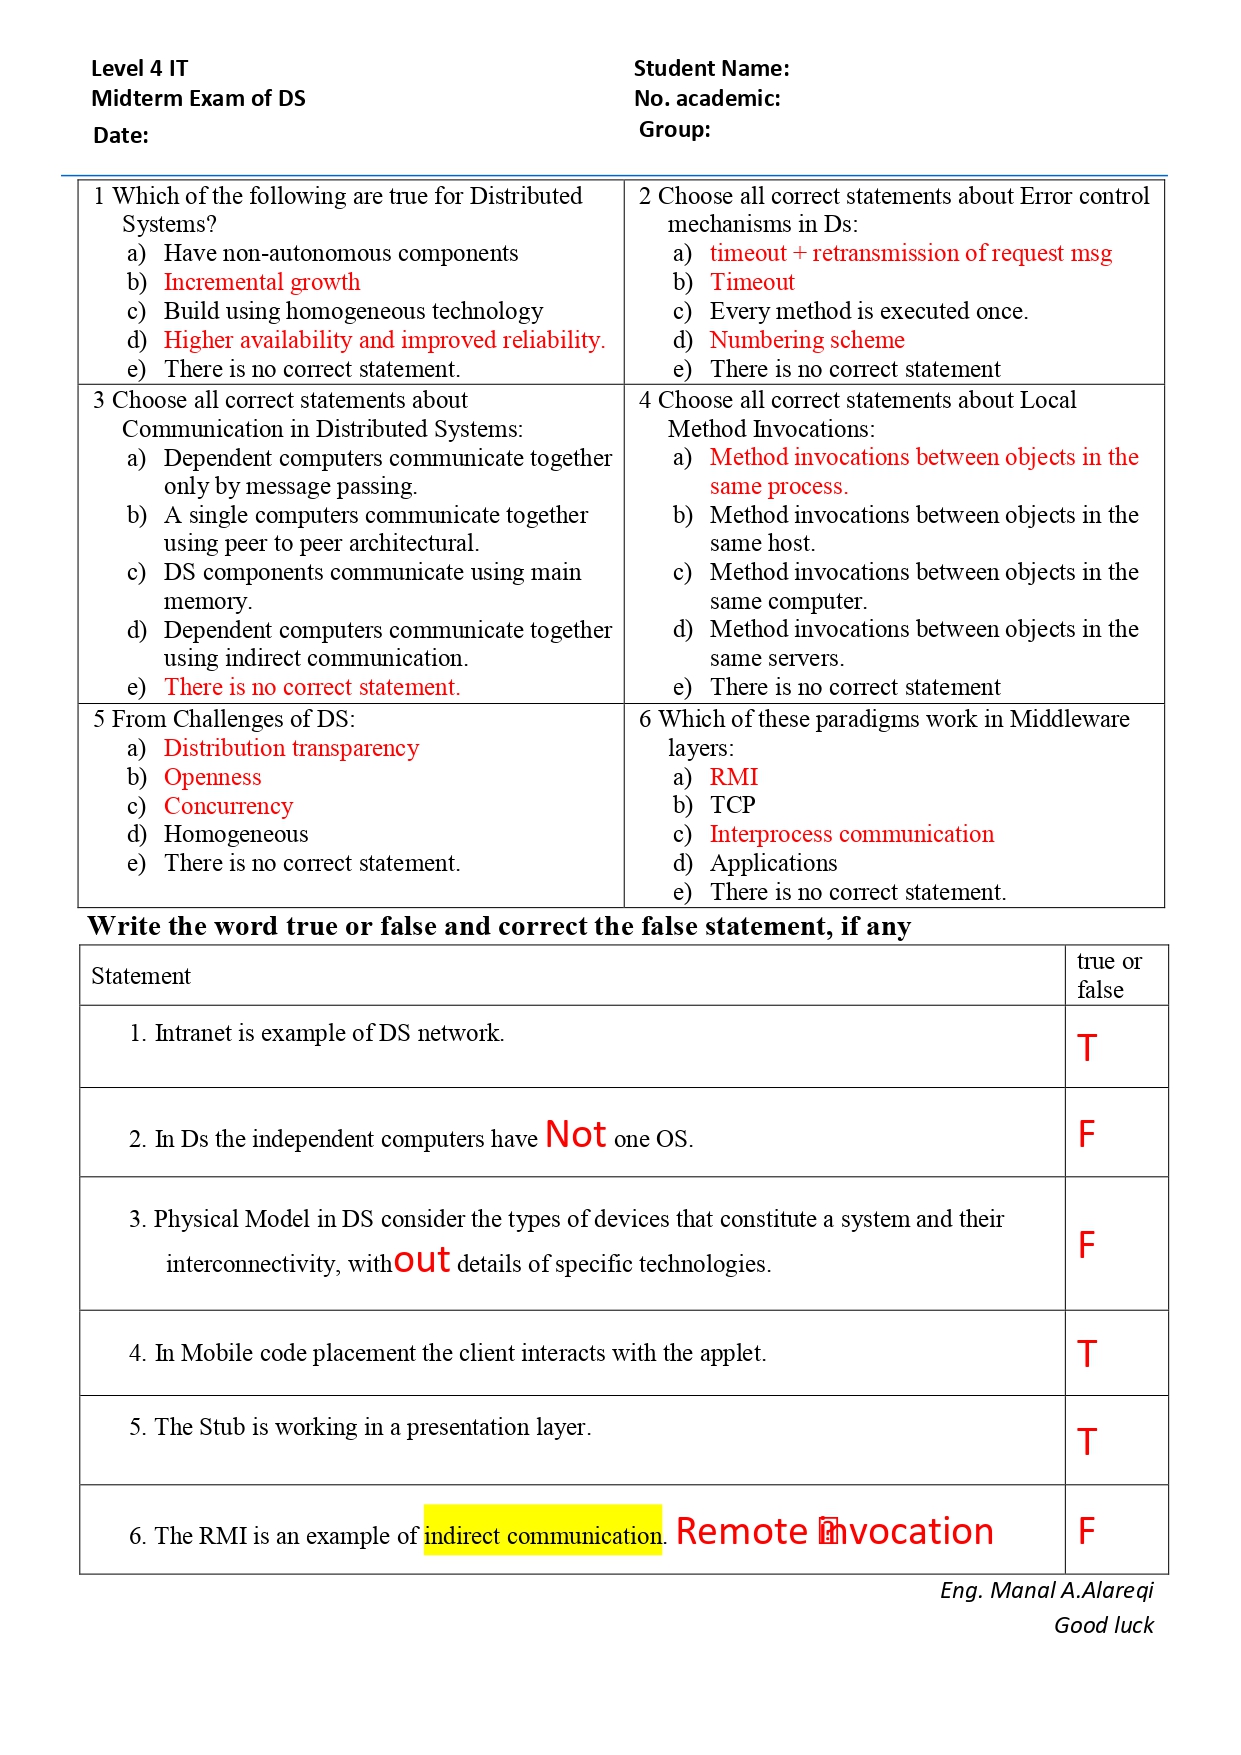 Level 4 IT
Student Name:
Midterm Exam of DS
No. academic:
Date:
Group:
1 Which of the following are true for Distributed
Systems?
a) Have non-autonomous components
b) Incremental growth
c) Build using homogeneous technology
d) Higher availability and improved reliability.
e) There is no correct statement.
2 Choose all correct statements about Error control
mechanisms in Ds:
a) timeout + retransmission of request msg
b) Timeout
c) Every method is executed once.
d) Numbering scheme
e) There is no correct statement
3 Choose all correct statements about
Communication in Distributed Systems:
a) Dependent computers communicate together
only by message passing.
b) A single computers communicate together
using peer to peer architectural.
c) DS components communicate using main
memory.
d) Dependent computers communicate together
using indirect communication.
e) There is no correct statement.
4 Choose all correct statements about Local
Method Invocations:
a) Method invocations between objects in the
same process.
b) Method invocations between objects in the
same host.
c) Method invocations between objects in the
same computer.
d) Method invocations between objects in the
same servers.
e) There is no correct statement
5 From Challenges of DS:
a) Distribution transparency
b) Openness
c) Concurrency
d) Homogeneous
e) There is no correct statement.
6 Which of these paradigms work in Middleware
layers:
a) RMI
b) TCP
c) Interprocess communication
d) Applications
e) There is no correct statement.
Write the word true or false and correct the false statement, if any
Statement
true or
false
1. Intranet is example of DS network.
T
2. In Ds the independent computers have Not one OS.
F
3. Physical Model in DS consider the types of devices that constitute a system and their
interconnectivity, without details of specific technologies.
F
4. In Mobile code placement the client interacts with the applet.
T
5. The Stub is working in a presentation layer.
T
6. The RMI is an example of indirect communication. Remote invocation
F
Eng. Manal A.Alareqi
Good luck